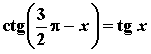 ctg(3/2 π − x) = tg x